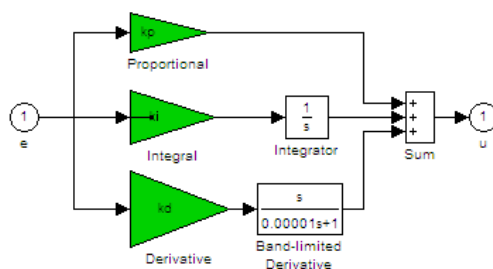 kp
Proportional
1
e
ki
Integral
1
s
Integrator
+
+
+
Sum
1
u
kd
Derivative
s
0.00001s+1
Band-limited
Derivative